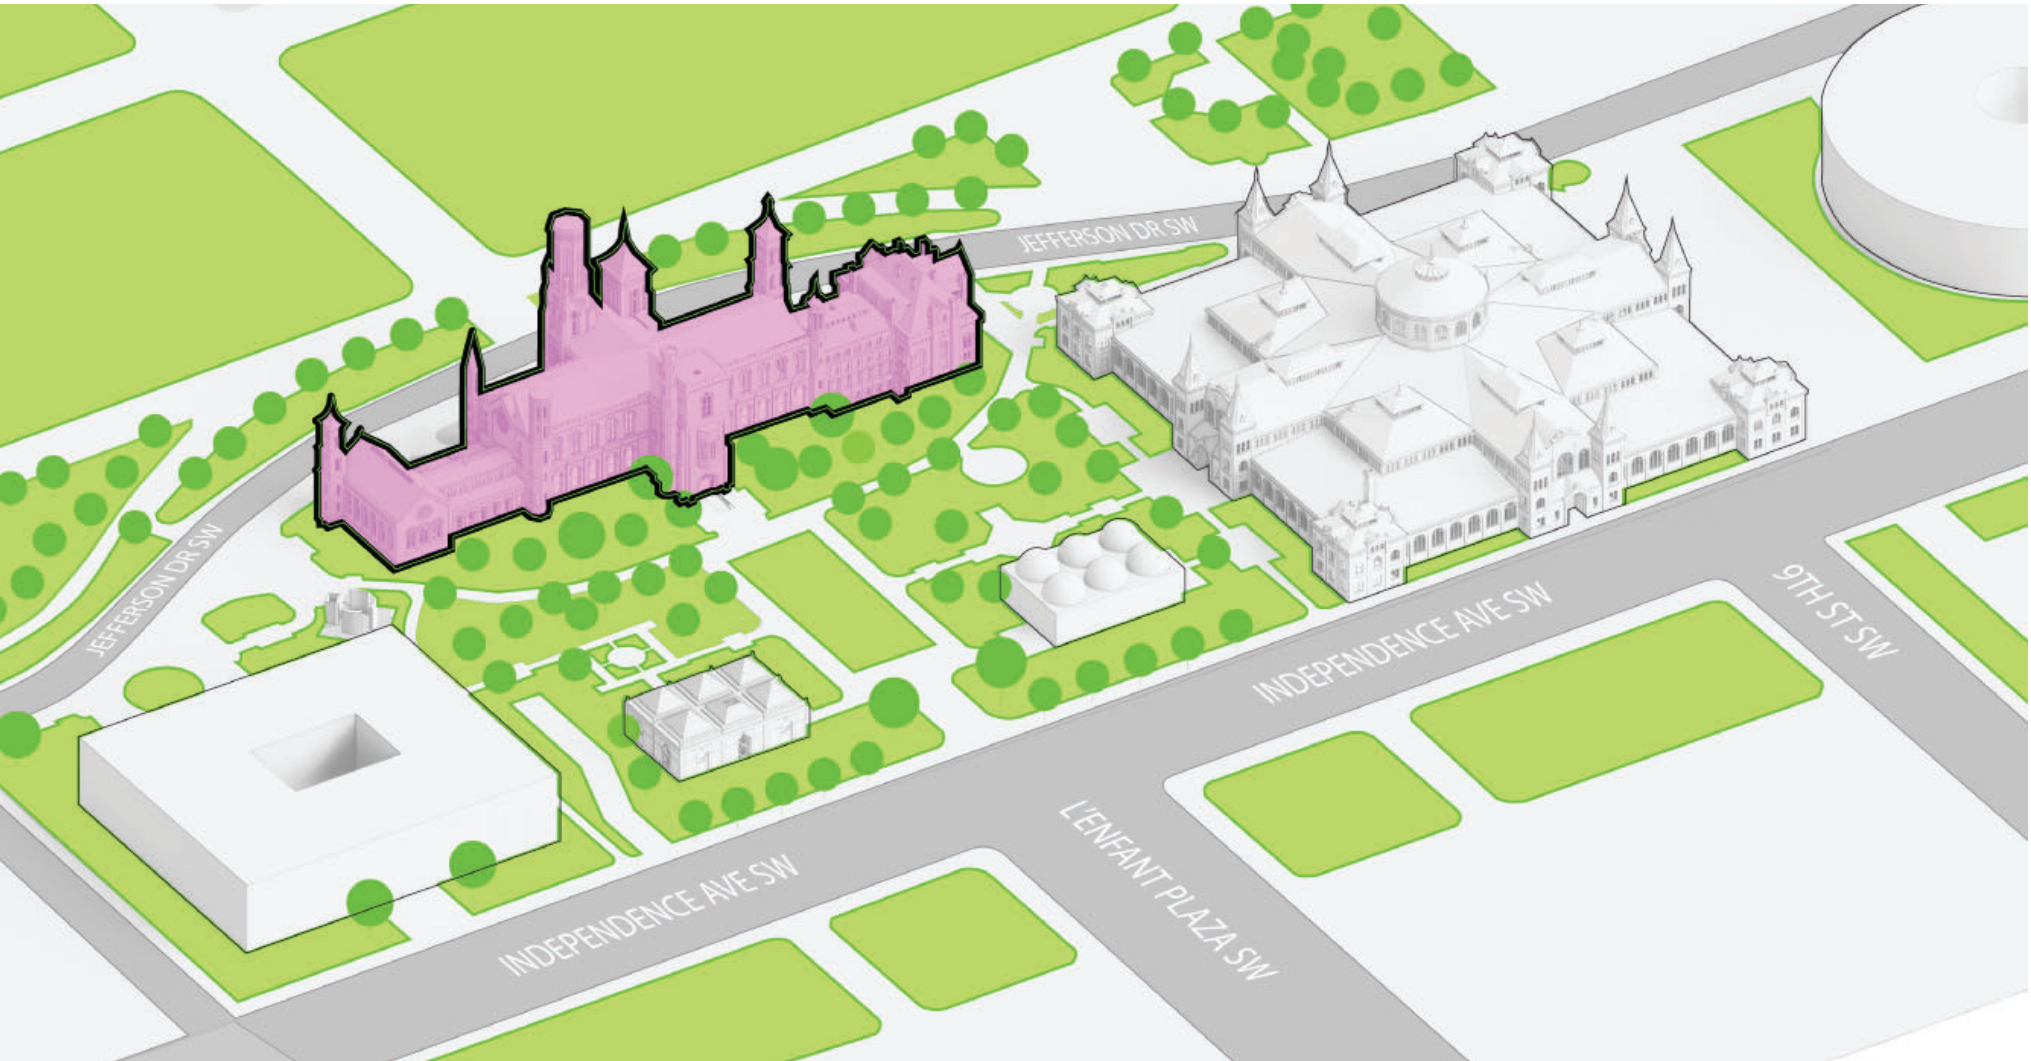 JEFFERSON DR SW
JEFFERSON DR SW
INDEPENDENCE AVE SW
9TH ST SW
L'ENFANT PLAZA SW
INDEPENDENCE AVE SW